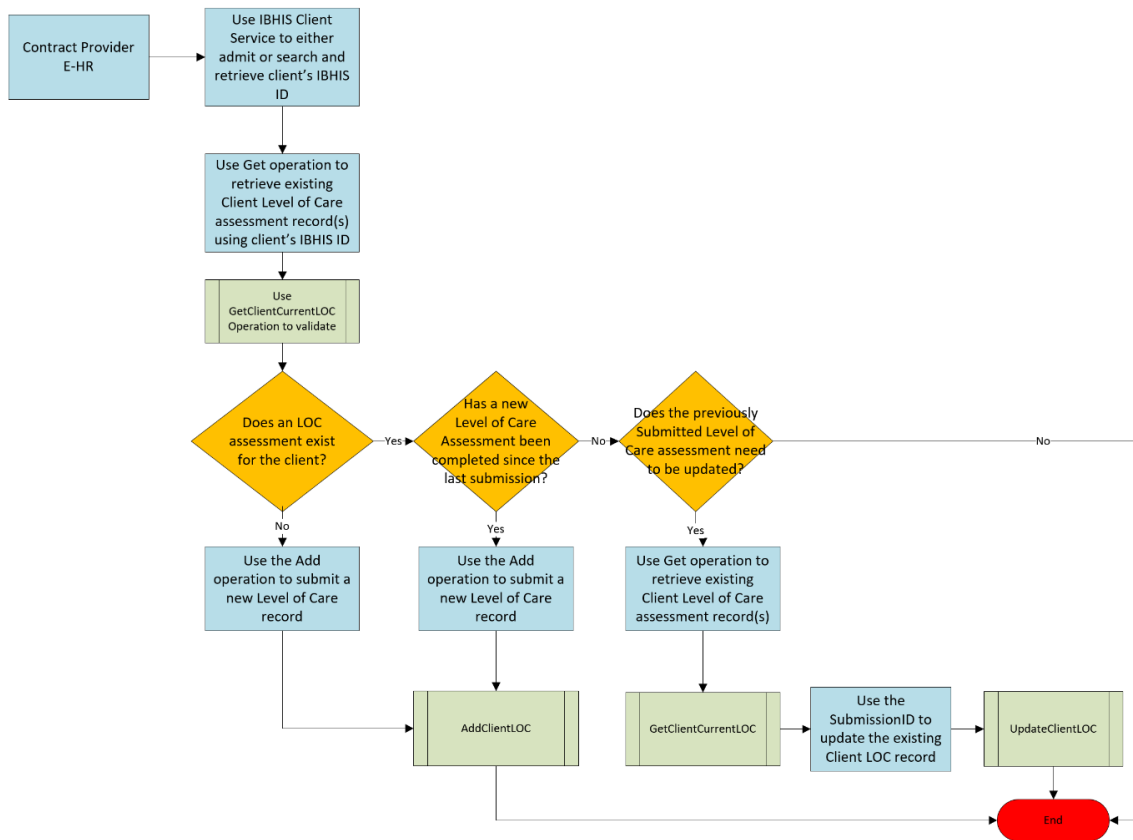 Contract Provider
E-HR
Use IBHIS Client
Service to either
admit or search and
retrieve client's IBHIS
ID
Use Get operation to
retrieve existing
Client Level of Care
assessment record(s)
using client's IBHIS ID
Use
GetClientCurrentLOC
Operation to validate
Does an LOC
assessment exist
for the client?
Yes
Has a new
Level of Care
Assessment been
completed since the
last submission?
No
Does the previously
Submitted Level of
Care assessment need
to be updated?
No
No
Yes
Yes
Use the Add
operation to submit a
new Level of Care
record
Use the Add
operation to submit a
new Level of Care
record
Use Get operation to
retrieve existing
Client Level of Care
assessment record(s)
AddClientLOC
GetClientCurrentLOC
Use the
SubmissionID to
update the existing
Client LOC record
UpdateClientLOC
End